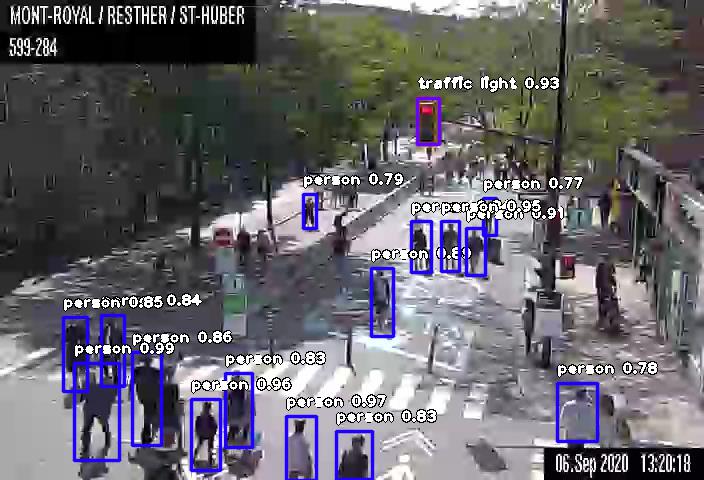 MONT-ROYAL / RESTHER / ST-HUBER
599-284
traffic light 0.93
person 0.79
person 0.77
0.95
0.91
person 0.89
person 0.85
0.84
person 0.86
person 0.99
person 0.83
person 0.78
person 0.96
person 0.97
person 0.83
06.Sep 2020 13:20:18